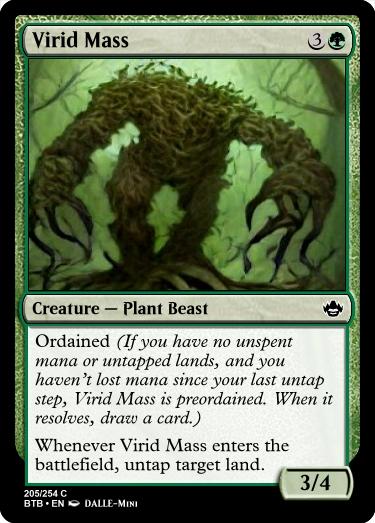 Virid Mass 3
Creature — Plant Beast
Ordained (If you have no unspent
mana or untapped lands, and you
haven't lost mana since your last untap
step, Virid Mass is preordained. When it
resolves, draw a card.)
Whenever Virid Mass enters the
battlefield, untap target land.
3/4
205/254 C
BTB • EN DALLE-Mini